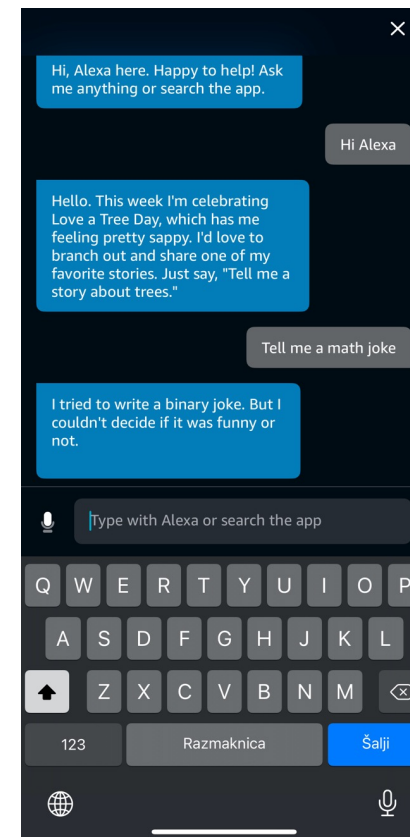 Hi, Alexa here. Happy to help! Ask
me anything or search the app.
Hi Alexa
Hello. This week I'm celebrating
Love a Tree Day, which has me
feeling pretty sappy. I'd love to
branch out and share one of my
favorite stories. Just say, "Tell me a
story about trees."
Tell me a math joke
I tried to write a binary joke. But I
couldn't decide if it was funny or
not.
Type with Alexa or search the app
Q W E R T Y U I O P
A S D F G H J K L
Z X C V B N M
123 Razmaknica Šalji